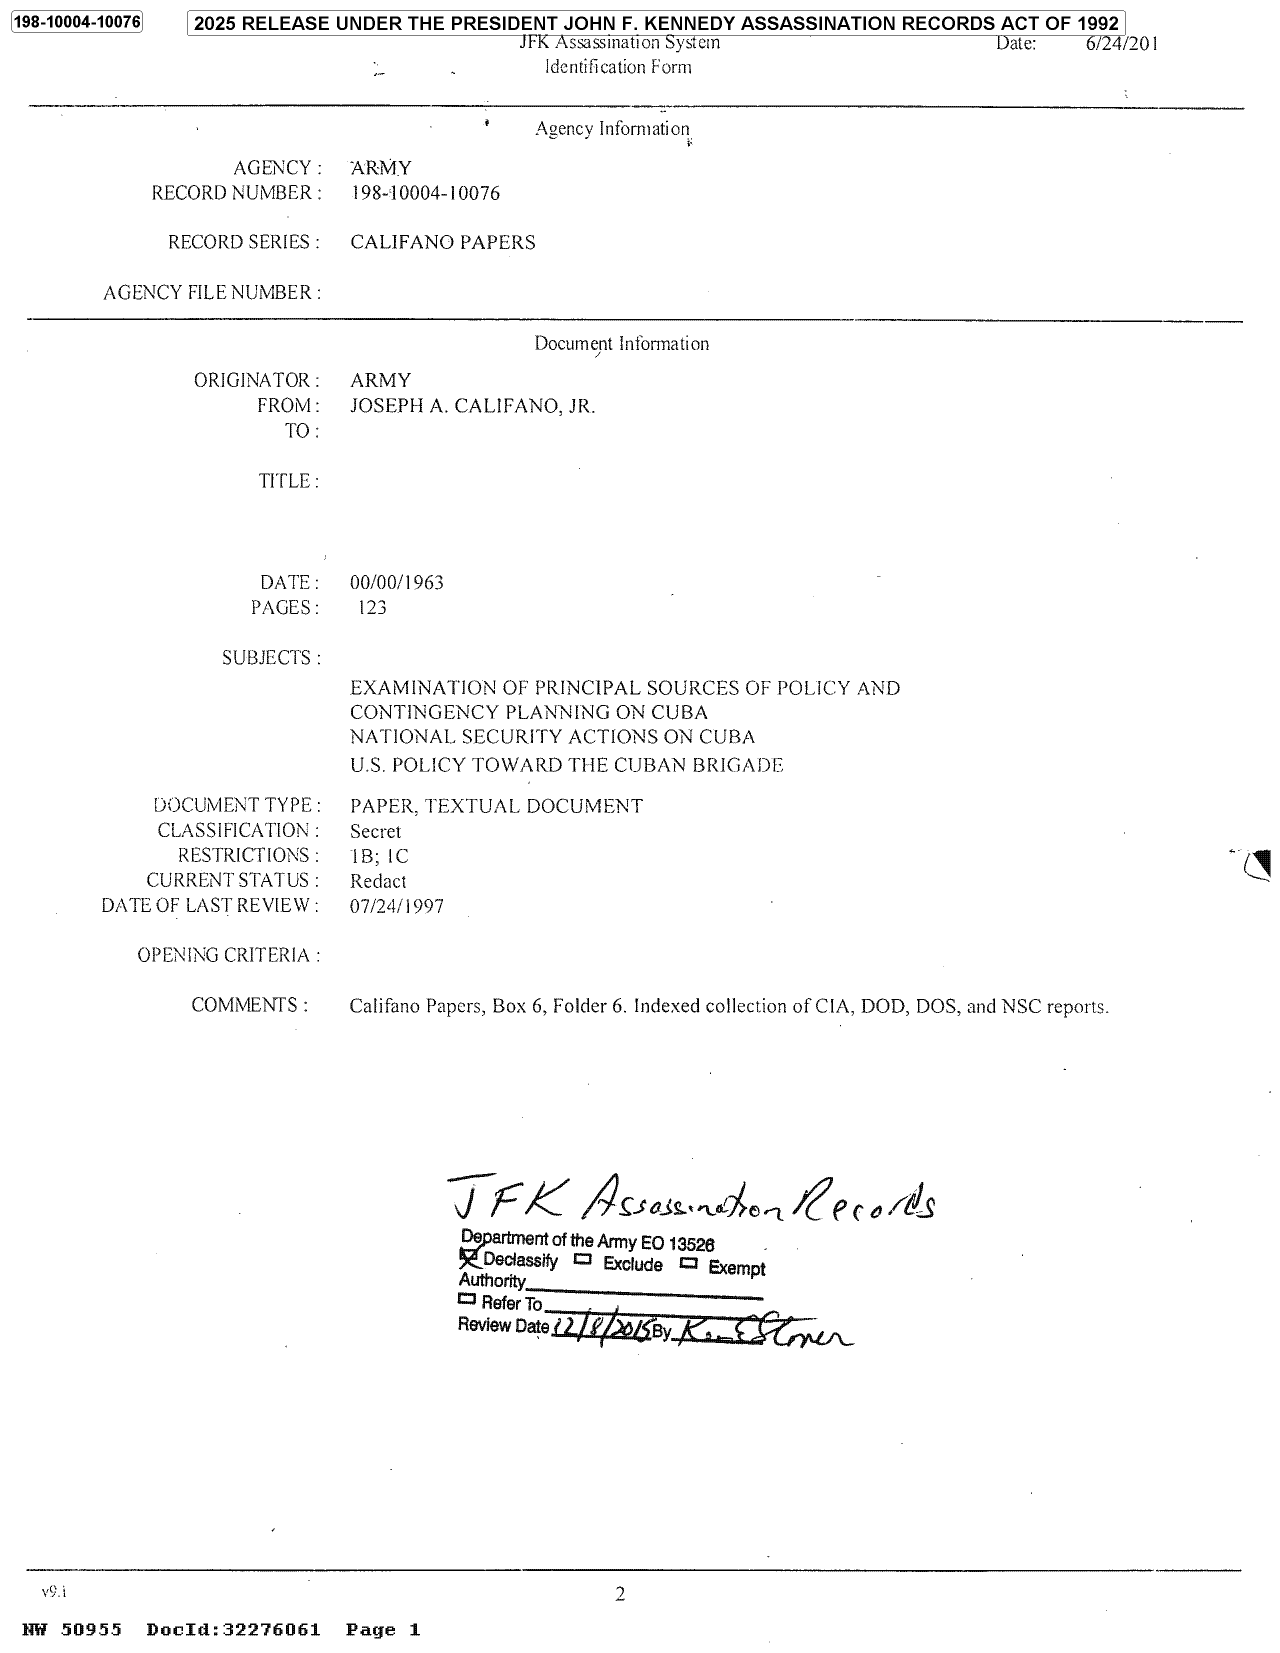 198-10004-10076
2025 RELEASE UNDER THE PRESIDENT JOHN F. KENNEDY ASSASSINATION RECORDS ACT OF 1992
JFK Assassination System
Date: 6/24/201
Identification Form
Agency Information
AGENCY : ARMY
RECORD NUMBER : 198-10004-10076
RECORD SERIES : CALIFANO PAPERS
AGENCY FILE NUMBER :
Document Information
ORIGINATOR : ARMY
FROM : JOSEPH A. CALIFANO, JR.
TO :
TITLE :
DATE : 00/00/1963
PAGES : 123
SUBJECTS :
EXAMINATION OF PRINCIPAL SOURCES OF POLICY AND
CONTINGENCY PLANNING ON CUBA
NATIONAL SECURITY ACTIONS ON CUBA
U.S. POLICY TOWARD THE CUBAN BRIGADE
DOCUMENT TYPE : PAPER, TEXTUAL DOCUMENT
CLASSIFICATION : Secret
RESTRICTIONS : 1B; 1C
CURRENT STATUS : Redact
DATE OF LAST REVIEW : 07/24/1997
OPENING CRITERIA :
COMMENTS : Califano Papers, Box 6, Folder 6. Indexed collection of CIA, DOD, DOS, and NSC reports.
JFK Assassination Records
Department of the Army EO 13526
Declassify Exclude Exempt
Authority
Refer To
Review Date 12/8/2015 By
v9.1
2
NW 50955 DocId:32276061 Page 1